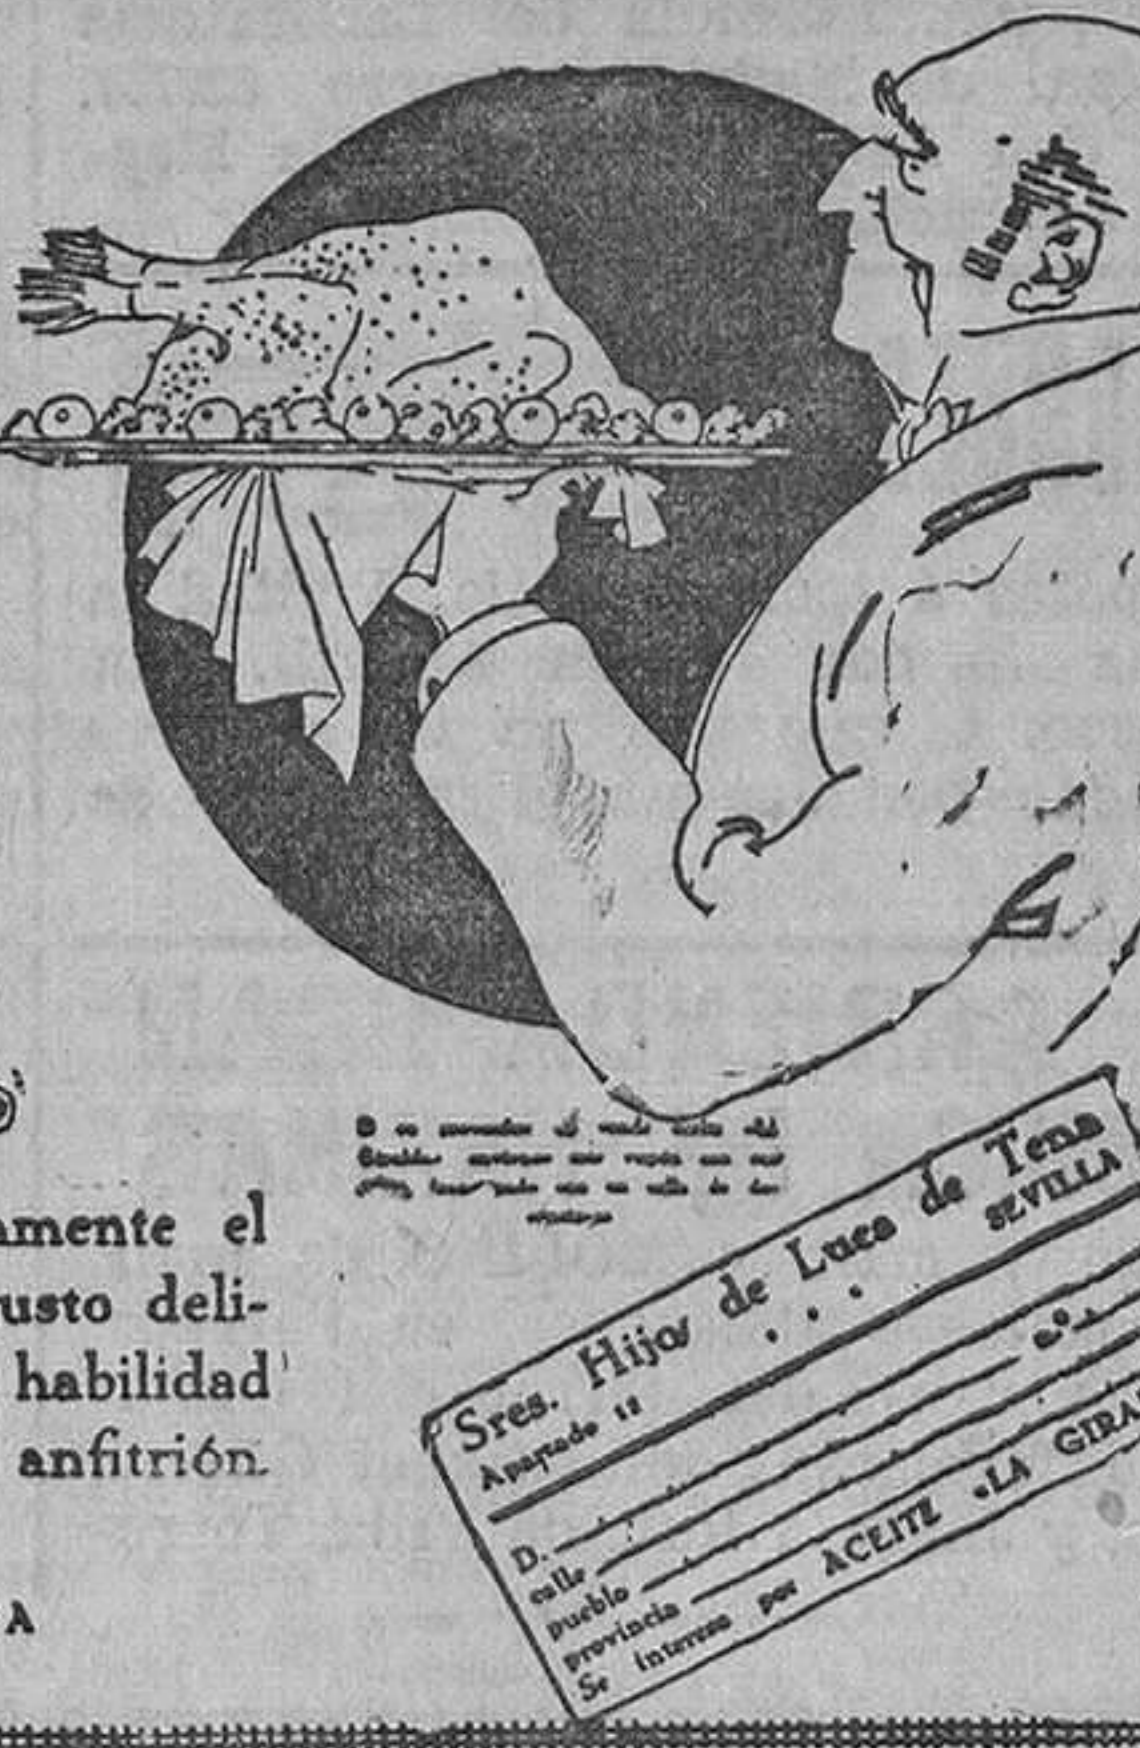 amente el
usto deli-
habilidad
anfitrión.
A
Sres. Hijos de Luca de Tena
Apartado 12
SEVILLA
D.
calle n.º
pueblo
provincia
Se interesa por ACEITE «LA GIRA